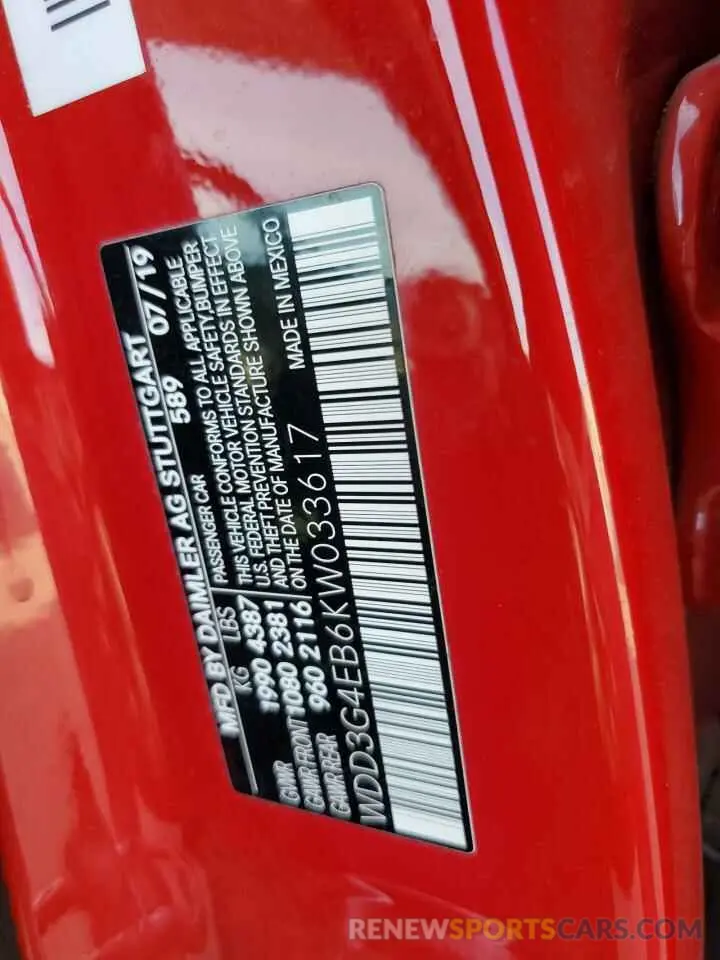 MFD BY DAIMLER AG STUTTGART
589 07/19
KG LBS
GWR 1990 4387
GAWR FRONT 1080 2381
GAWR REAR 960 2116
PASSENGER CAR
THIS VEHICLE CONFORMS TO ALL APPLICABLE
U.S. FEDERAL MOTOR VEHICLE SAFETY, BUMPER
AND THEFT PREVENTION STANDARDS IN EFFECT
ON THE DATE OF MANUFACTURE SHOWN ABOVE
WDD3G4EB6KW033617 MADE IN MEXICO
RENEWSPORTSCARS.COM